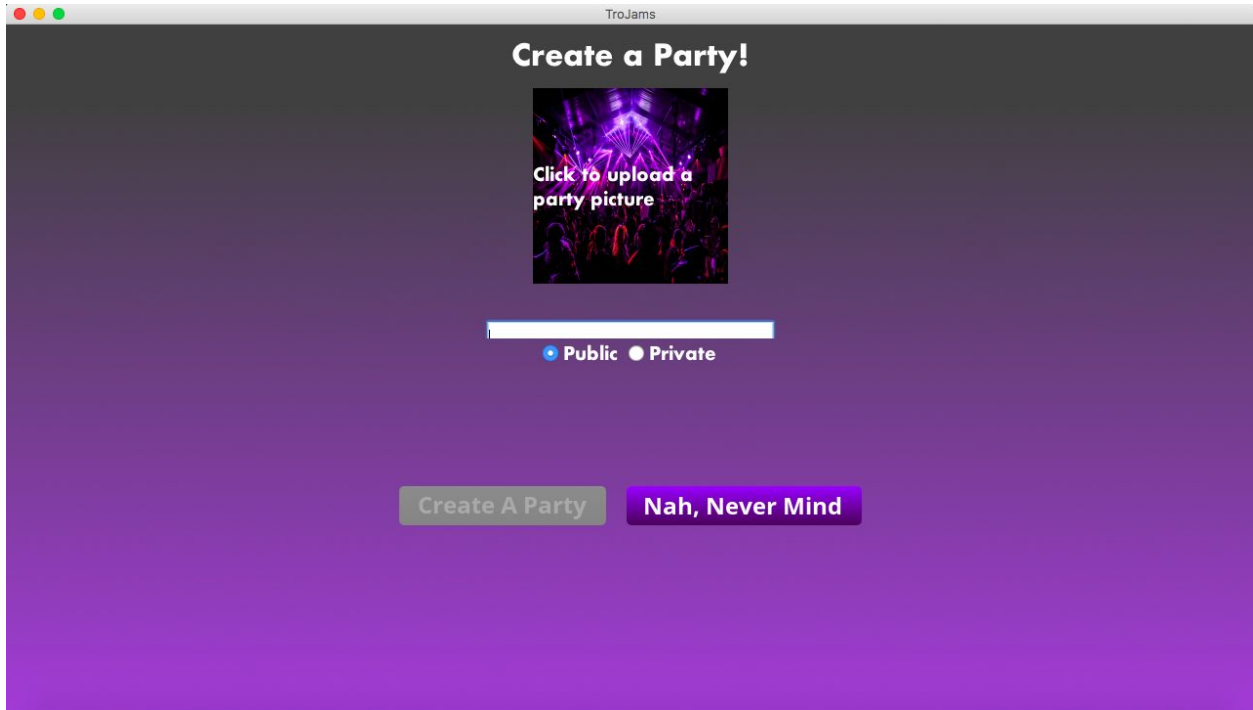 TroJams
Create a Party!
Click to upload a
party picture
Public Private
Create A Party Nah, Never Mind